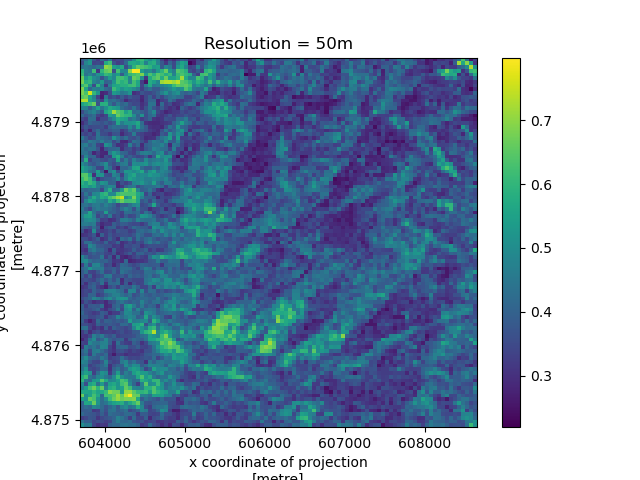 Resolution = 50m
1e6
4.879
4.878
4.877
4.876
4.875
604000 605000 606000 607000 608000
x coordinate of projection
[metre]
y coordinate of projection
[metre]
0.7
0.6
0.5
0.4
0.3